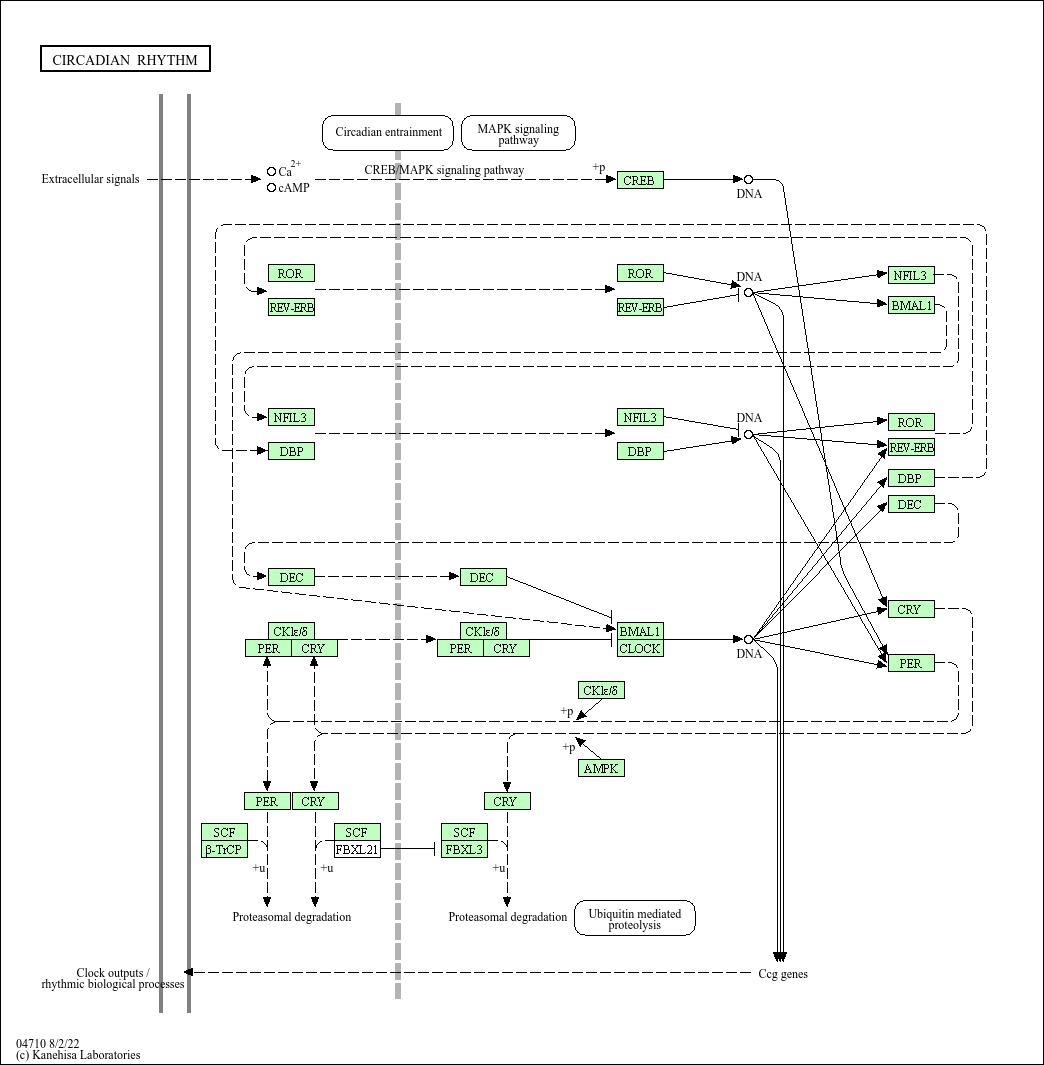 CIRCADIAN RHYTHM
Circadian entrainment
MAPK signaling
pathway
Extracellular signals
Ca2+
cAMP
CREB/MAPK signaling pathway
+p
CREB
DNA
ROR
REV-ERB
ROR
REV-ERB
DNA
NFIL3
BMAL1
NFIL3
DBP
NFIL3
DBP
DNA
ROR
REV-ERB
DBP
DEC
DEC
DEC
CKIε/δ
PER
CRY
CKIε/δ
PER
CRY
BMAL1
CLOCK
DNA
CRY
PER
CKIε/δ
+p
+p
AMPK
PER
CRY
CRY
SCF
β-TrCP
SCF
FBXL21
SCF
FBXL3
+u
+u
+u
Proteasomal degradation
Proteasomal degradation
Ubiquitin mediated
proteolysis
Clock outputs /
rhythmic biological processes
Ccg genes
04710 8/2/22
(c) Kanehisa Laboratories